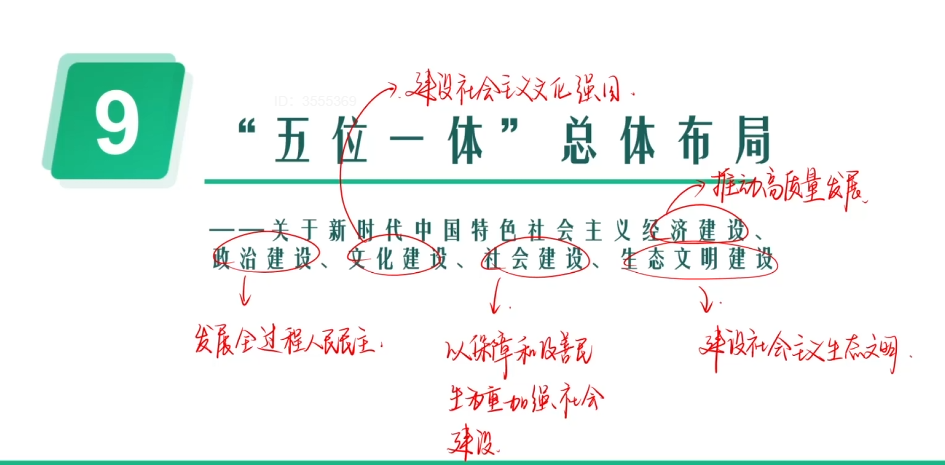 建设社会主义文化强国.
ID: 3555369
9
“五位一体”总体布局
推动高质量发展
——关于新时代中国特色社会主义经济建设、
政治建设、文化建设、社会建设、生态文明建设
发展全过程人民民主.
以保障和改善民
生为重加强社会
建设.
建设社会主义生态文明.